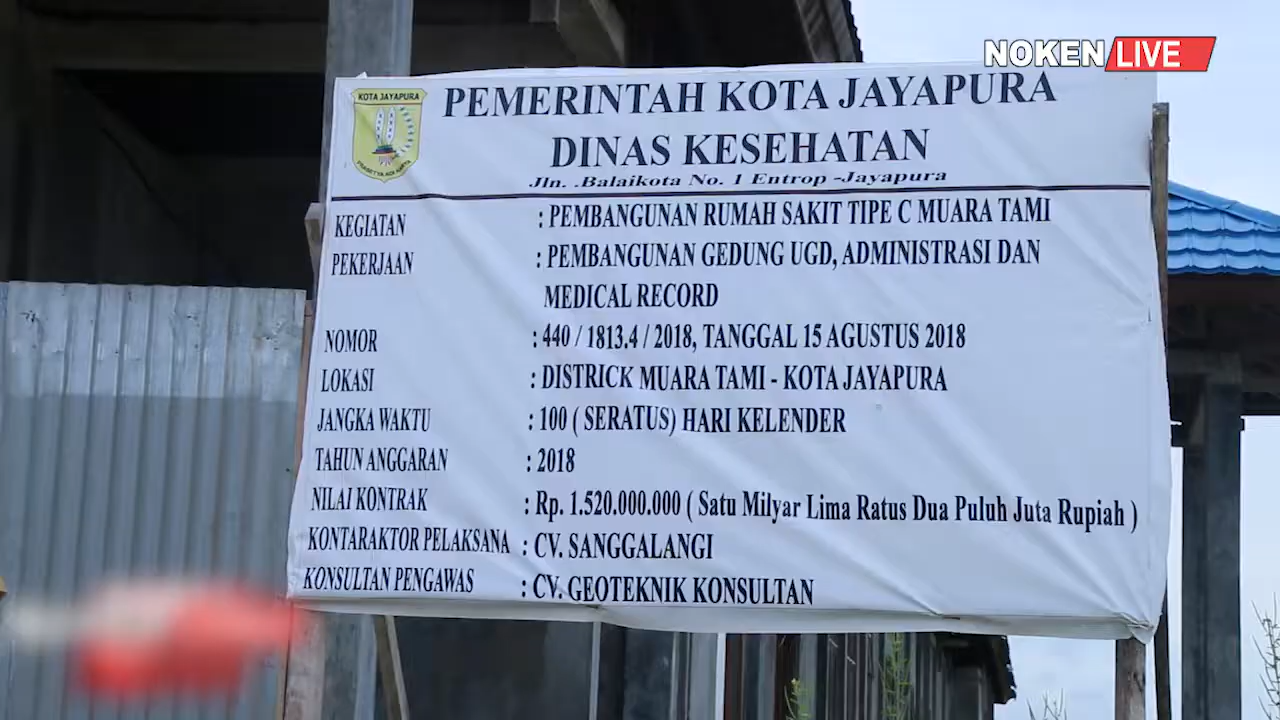 NOKEN LIVE
KOTA JAYAPURA
PEMERINTAH KOTA JAYAPURA
DINAS KESEHATAN
Jln. .Balaikota No. 1 Entrop -Jayapura
KEGIATAN : PEMBANGUNAN RUMAH SAKIT TIPE C MUARA TAMI
PEKERJAAN : PEMBANGUNAN GEDUNG UGD, ADMINISTRASI DAN
MEDICAL RECORD
NOMOR : 440 / 1813.4 / 2018, TANGGAL 15 AGUSTUS 2018
LOKASI : DISTRICK MUARA TAMI - KOTA JAYAPURA
JANGKA WAKTU : 100 ( SERATUS) HARI KELENDER
TAHUN ANGGARAN : 2018
NILAI KONTRAK : Rp. 1.520.000.000 ( Satu Milyar Lima Ratus Dua Puluh Juta Rupiah )
KONTARAKTOR PELAKSANA : CV. SANGGALANGI
KONSULTAN PENGAWAS : CV. GEOTEKNIK KONSULTAN